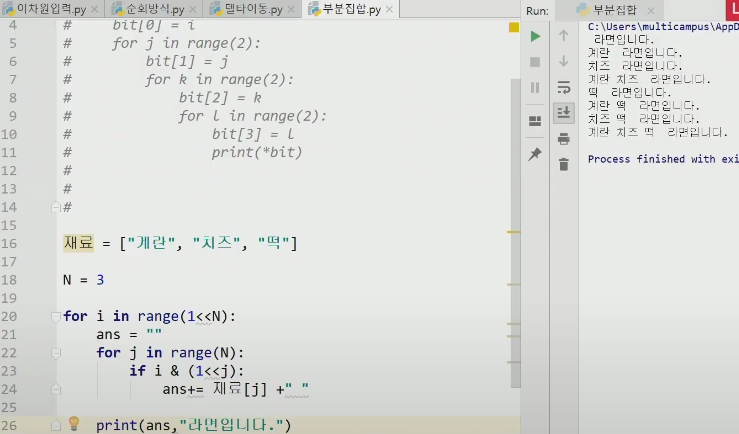 이차원입력.py × 순회방식.py × 델타이동.py × 부분집합.py ×
4 # bit[0] = i
5 # for j in range(2):
6 # bit[1] = j
7 # for k in range(2):
8 # bit[2] = k
9 # for l in range(2):
10 # bit[3] = l
11 # print(*bit)
12 #
13 #
14 #
15
16 재료 = ["계란", "치즈", "떡"]
17
18 N = 3
19
20 for i in range(1<<N):
21 ans = ""
22 for j in range(N):
23 if i & (1<<j):
24 ans+= 재료[j] +" "
25
26 print(ans,"라면입니다.")
Run: 부분집합 ×
C:\Users\multicampus\AppD
라면입니다.
계란 라면입니다.
치즈 라면입니다.
계란 치즈 라면입니다.
떡 라면입니다.
계란 떡 라면입니다.
치즈 떡 라면입니다.
계란 치즈 떡 라면입니다.
Process finished with exi
L